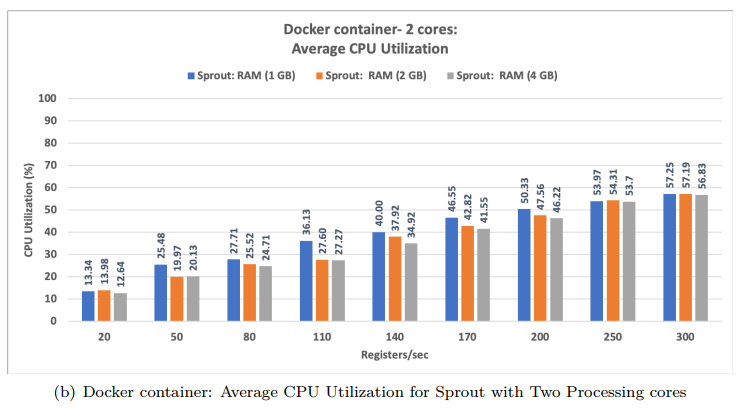 Docker container- 2 cores:
Average CPU Utilization
Sprout: RAM (1 GB) Sprout: RAM (2 GB) Sprout: RAM (4 GB)
CPU Utilization (%)
100
90
80
70
60
50
40
30
20
10
0
13.34 13.98 12.64
25.48 19.97 20.13
27.71 25.52 24.71
36.13 27.60 27.27
40.00 37.92 34.92
46.55 42.82 41.55
50.33 47.56 46.22
53.97 54.31 53.7
57.25 57.19 56.83
20 50 80 110 140 170 200 250 300
Registers/sec
(b) Docker container: Average CPU Utilization for Sprout with Two Processing cores